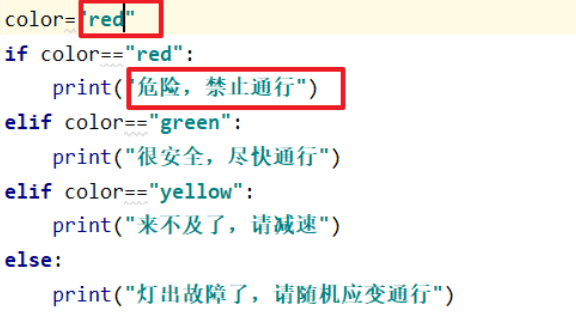 color="red"
if color=="red":
    print("危险，禁止通行")
elif color=="green":
    print("很安全，尽快通行")
elif color=="yellow":
    print("来不及了，请减速")
else:
    print("灯出故障了，请随机应变通行")